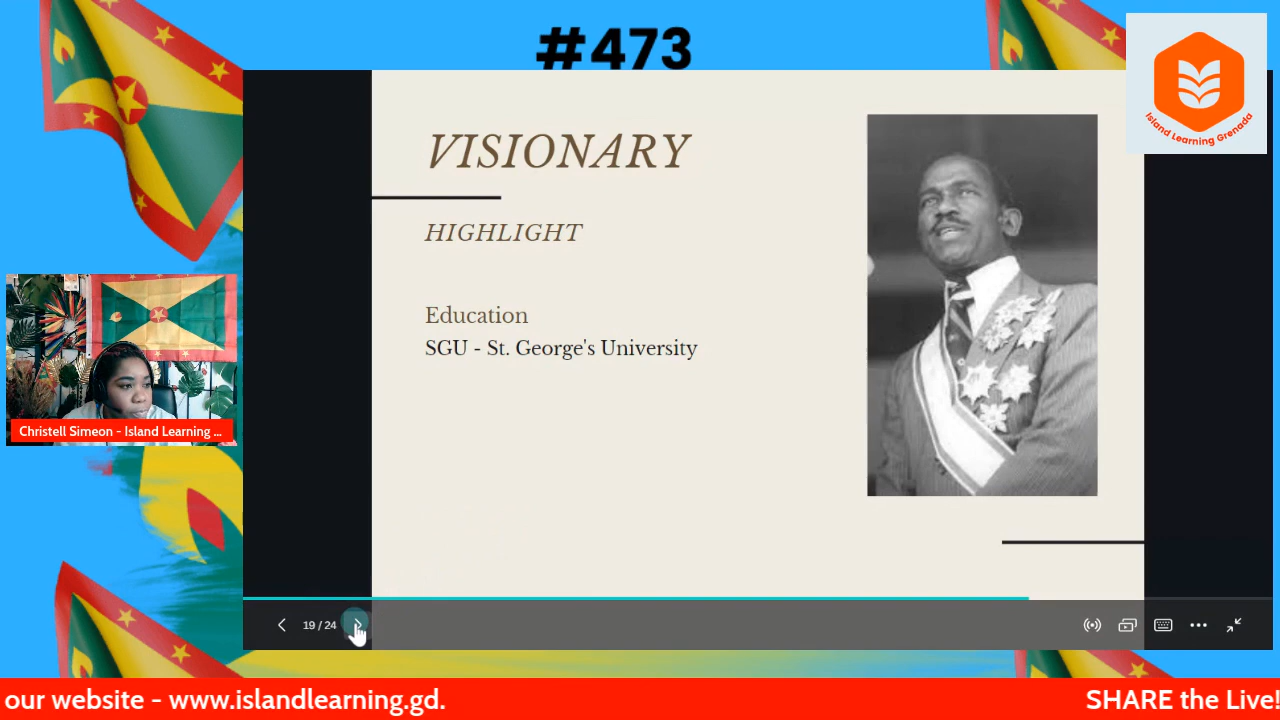 #473
Island Learning Grenada
VISIONARY
HIGHLIGHT
Education
SGU - St. George's University
Christell Simeon - Island Learning ...
19 / 24
our website - www.islandlearning.gd.
SHARE the Live!